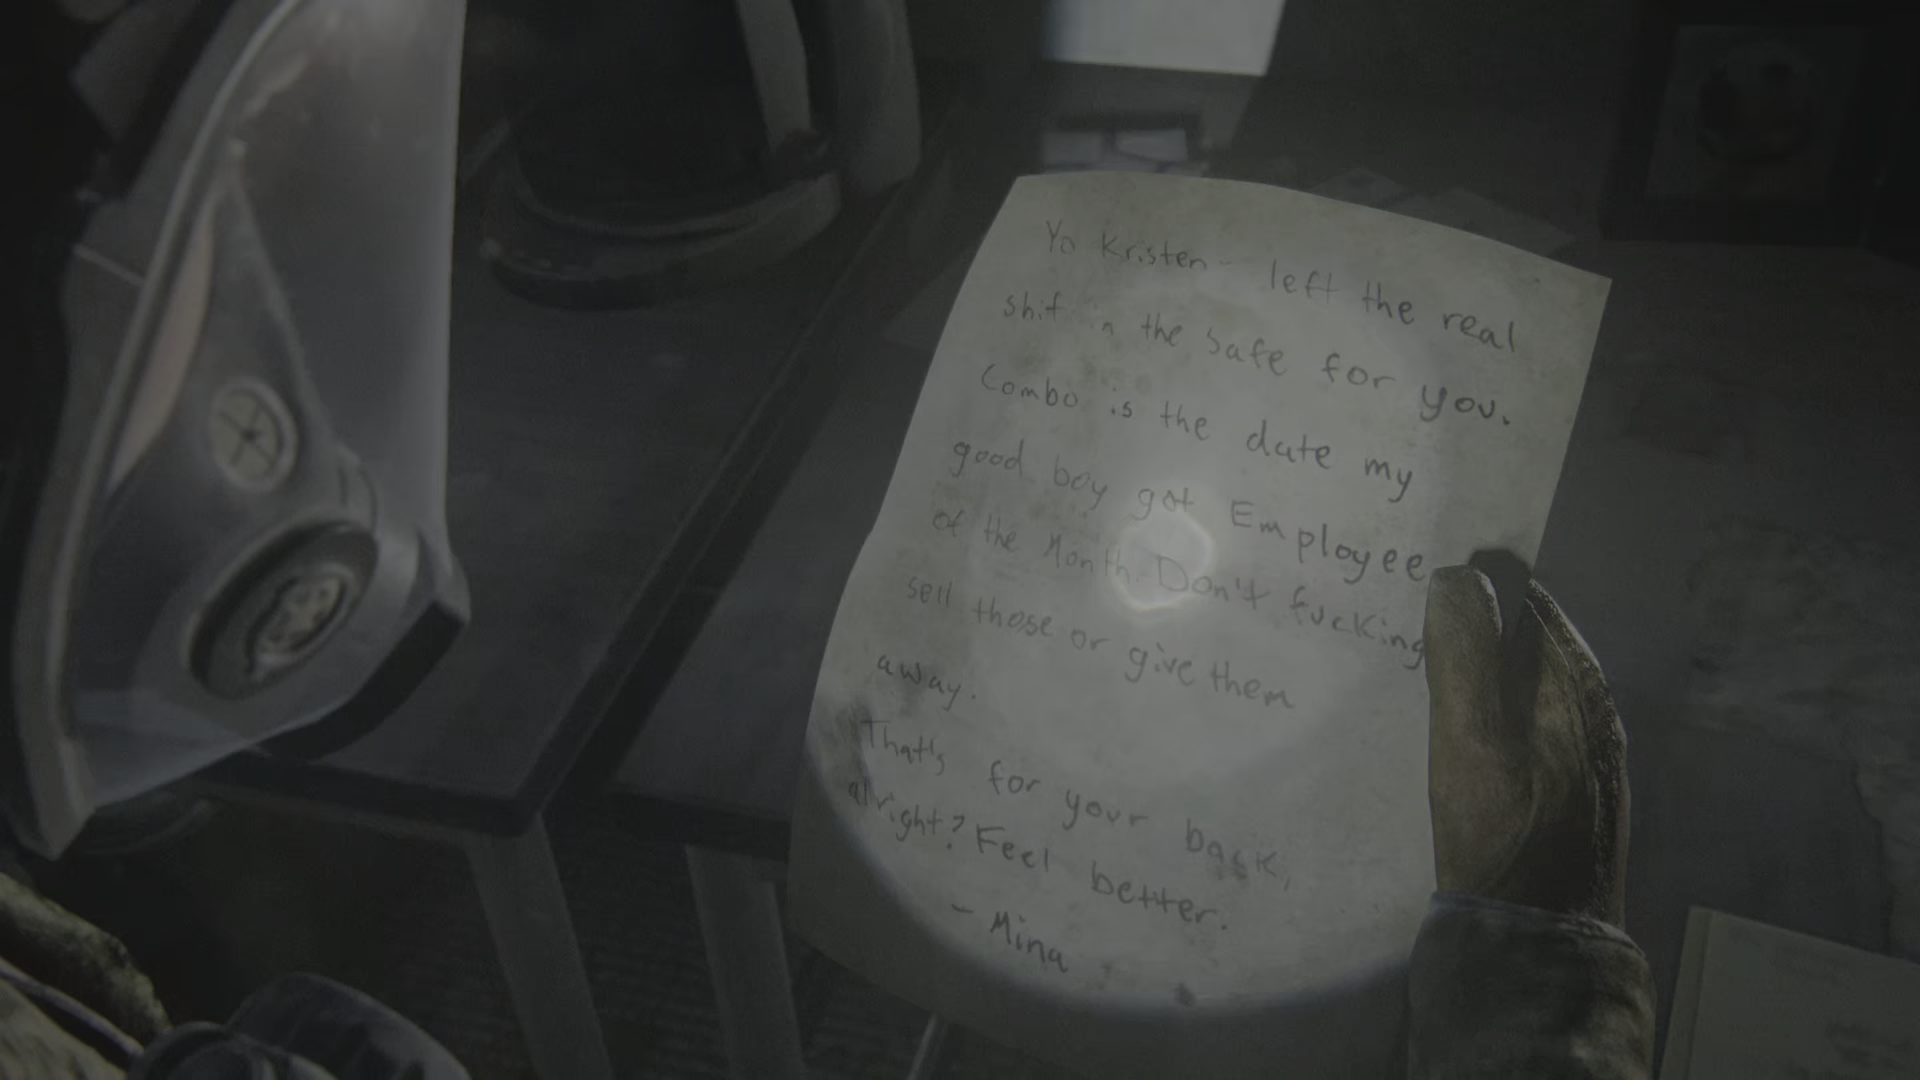 Yo Kristen - left the real
shit in the safe for you.
Combo is the date my
good boy got Employee
of the Month. Don't fucking
sell those or give them
away.
That's for your back,
alright? Feel better.
- Mina